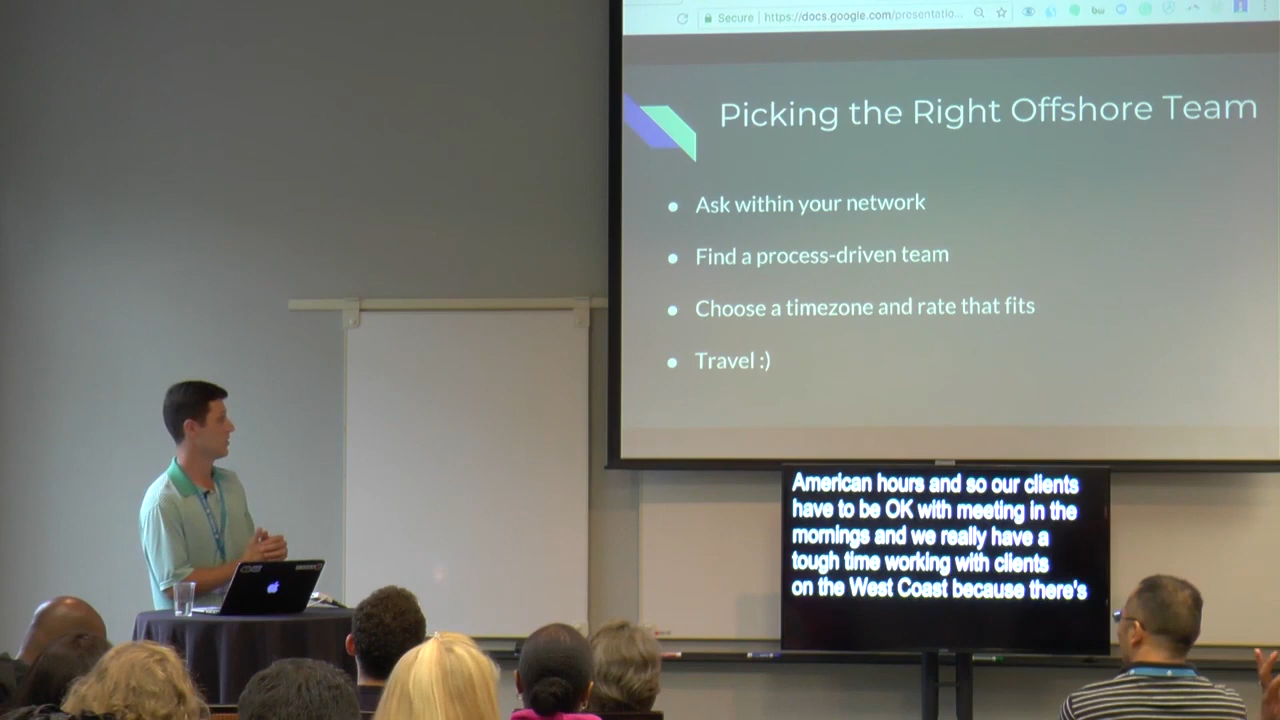 Secure | https://docs.google.com/presentatio...
Picking the Right Offshore Team
• Ask within your network
• Find a process-driven team
• Choose a timezone and rate that fits
• Travel :)
American hours and so our clients
have to be OK with meeting in the
mornings and we really have a
tough time working with clients
on the West Coast because there's